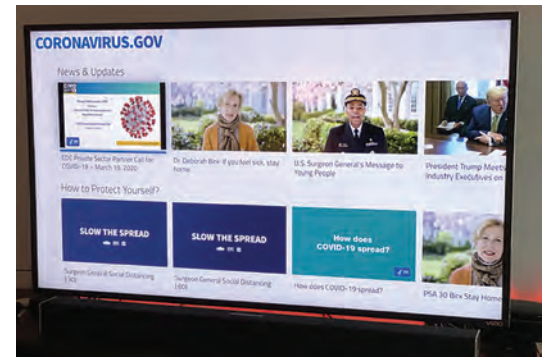 CORONAVIRUS.GOV
News & Updates
CDC Private Sector Partner Call for
COVID-19 - March 19, 2020
Dr. Deborah Birx- If you feel sick, stay
home.
U.S. Surgeon General's Message to
Young People
President Trump Meets
Industry Executives on
How to Protect Yourself?
SLOW THE SPREAD
Surgeon General Social Distancing
(:30)
SLOW THE SPREAD
Surgeon General Social Distancing
(:60)
How does
COVID-19 spread?
How does COVID-19 spread?
PSA 30 Birx Stay Home
VIZIO